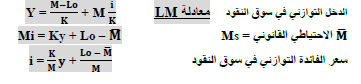 الدخل التوازني في سوق النقود معادلة LM Y = (M−Lo)/K + M i/K
M̅ الاحتياطي القانوني = Ms Mi = Ky + Lo − M̅
سعر الفائدة التوازني في سوق النقود i = K/M y + (Lo − M̅)/M